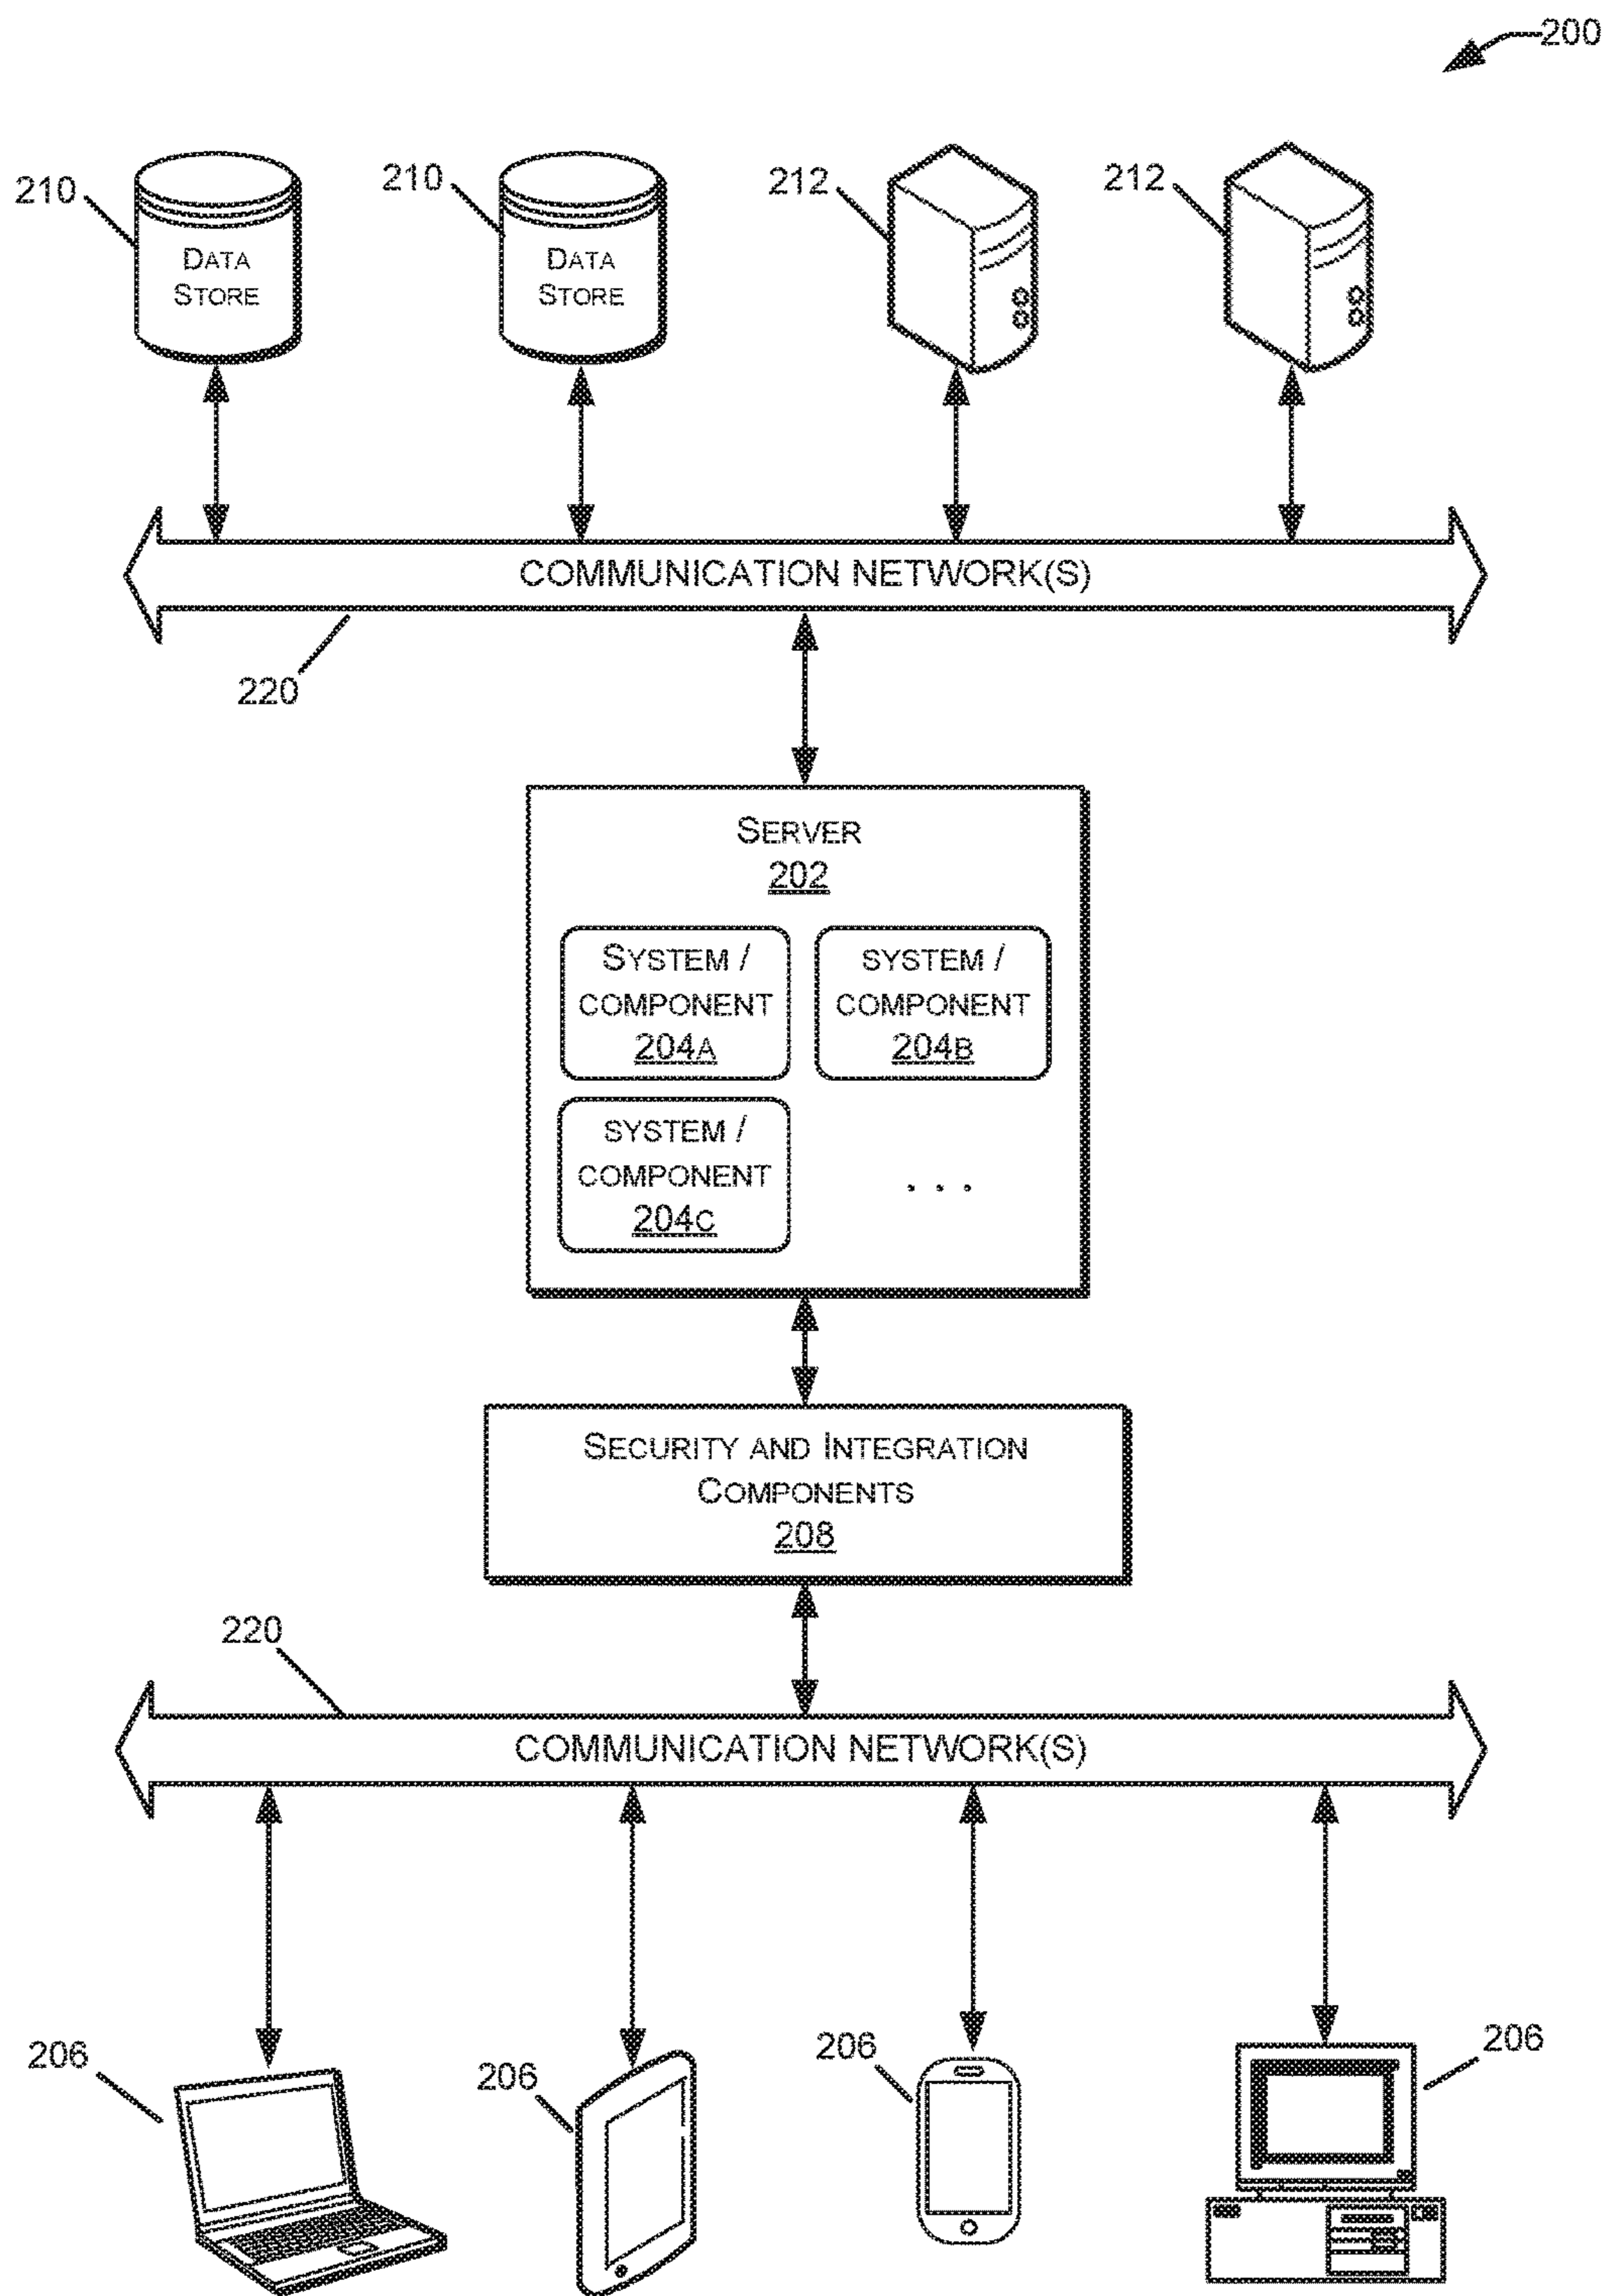 200
210
210
212
212
DATA
STORE
DATA
STORE
COMMUNICATION NETWORK(S)
220
SERVER
202
SYSTEM /
COMPONENT
204A
SYSTEM /
COMPONENT
204B
SYSTEM /
COMPONENT
204C
. . .
SECURITY AND INTEGRATION
COMPONENTS
208
220
COMMUNICATION NETWORK(S)
206
206
206
206